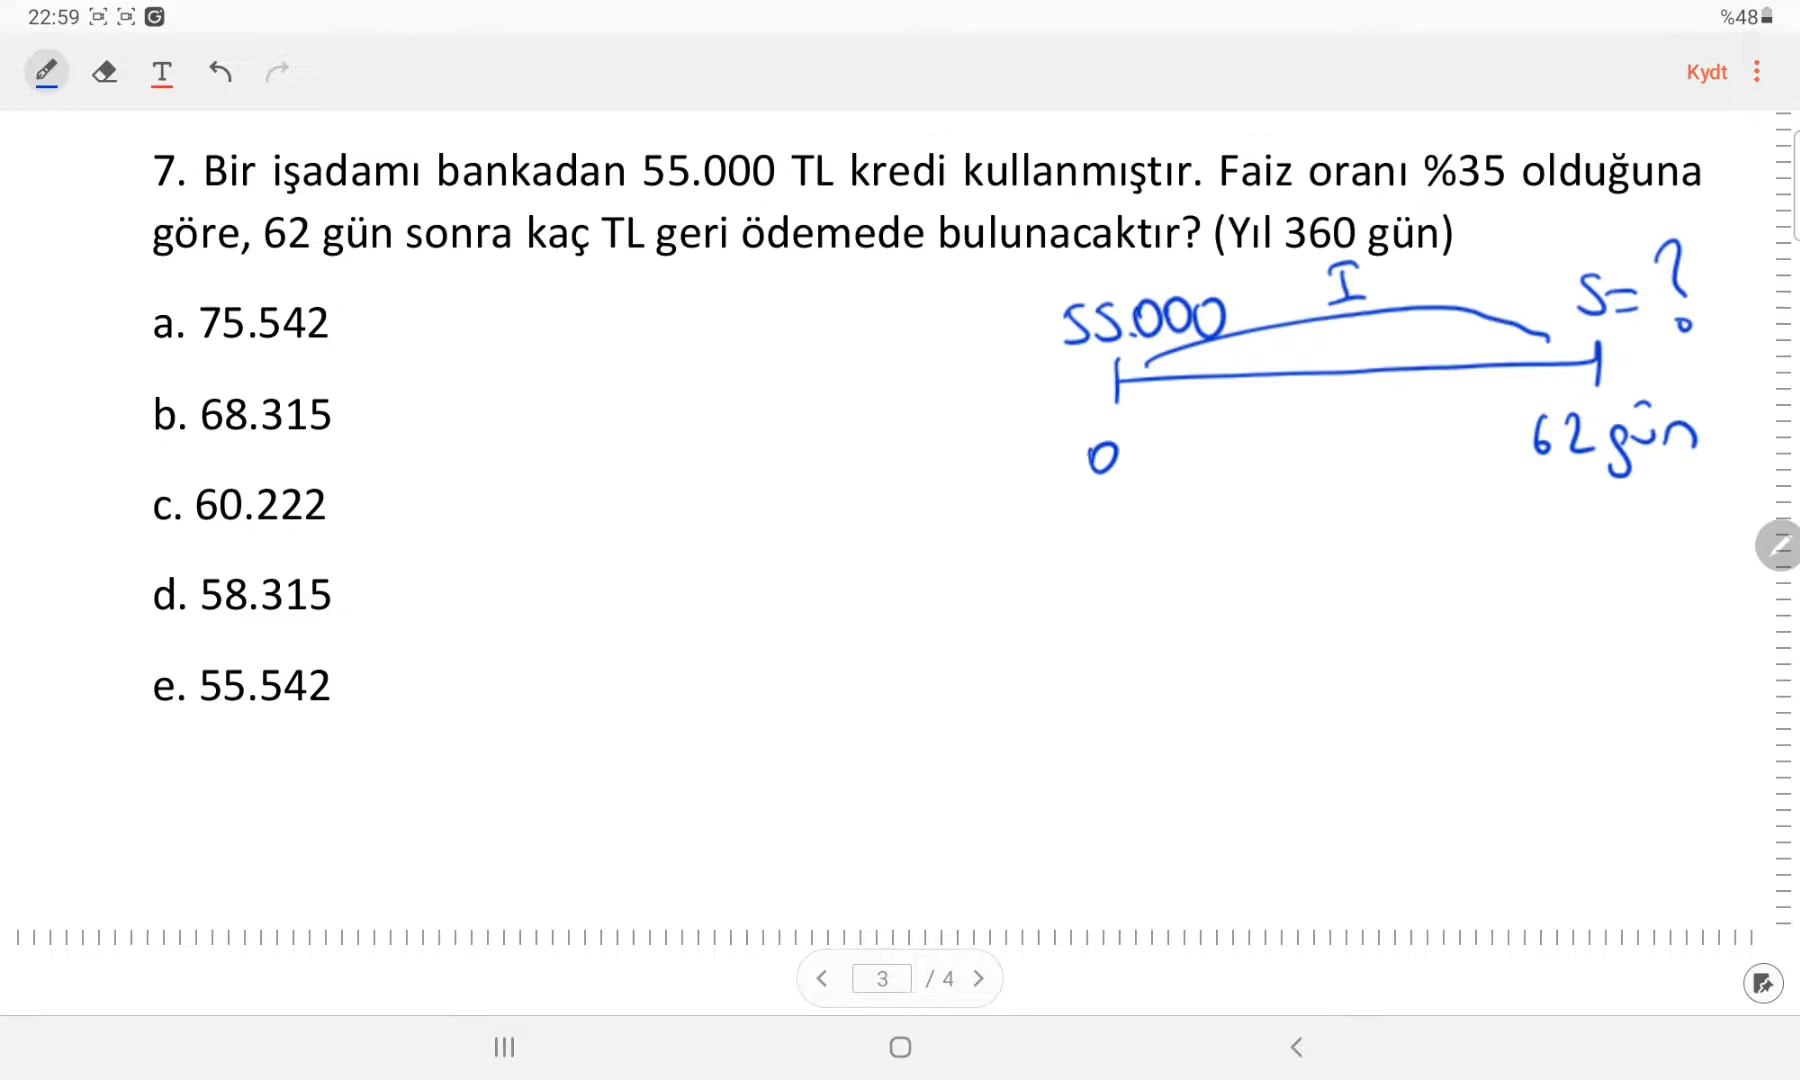 22:59
%48
T
Kydt
7. Bir işadamı bankadan 55.000 TL kredi kullanmıştır. Faiz oranı %35 olduğuna
göre, 62 gün sonra kaç TL geri ödemede bulunacaktır? (Yıl 360 gün)
I
55.000
S=?
a. 75.542
b. 68.315
0
62 gün
c. 60.222
d. 58.315
e. 55.542
3 / 4